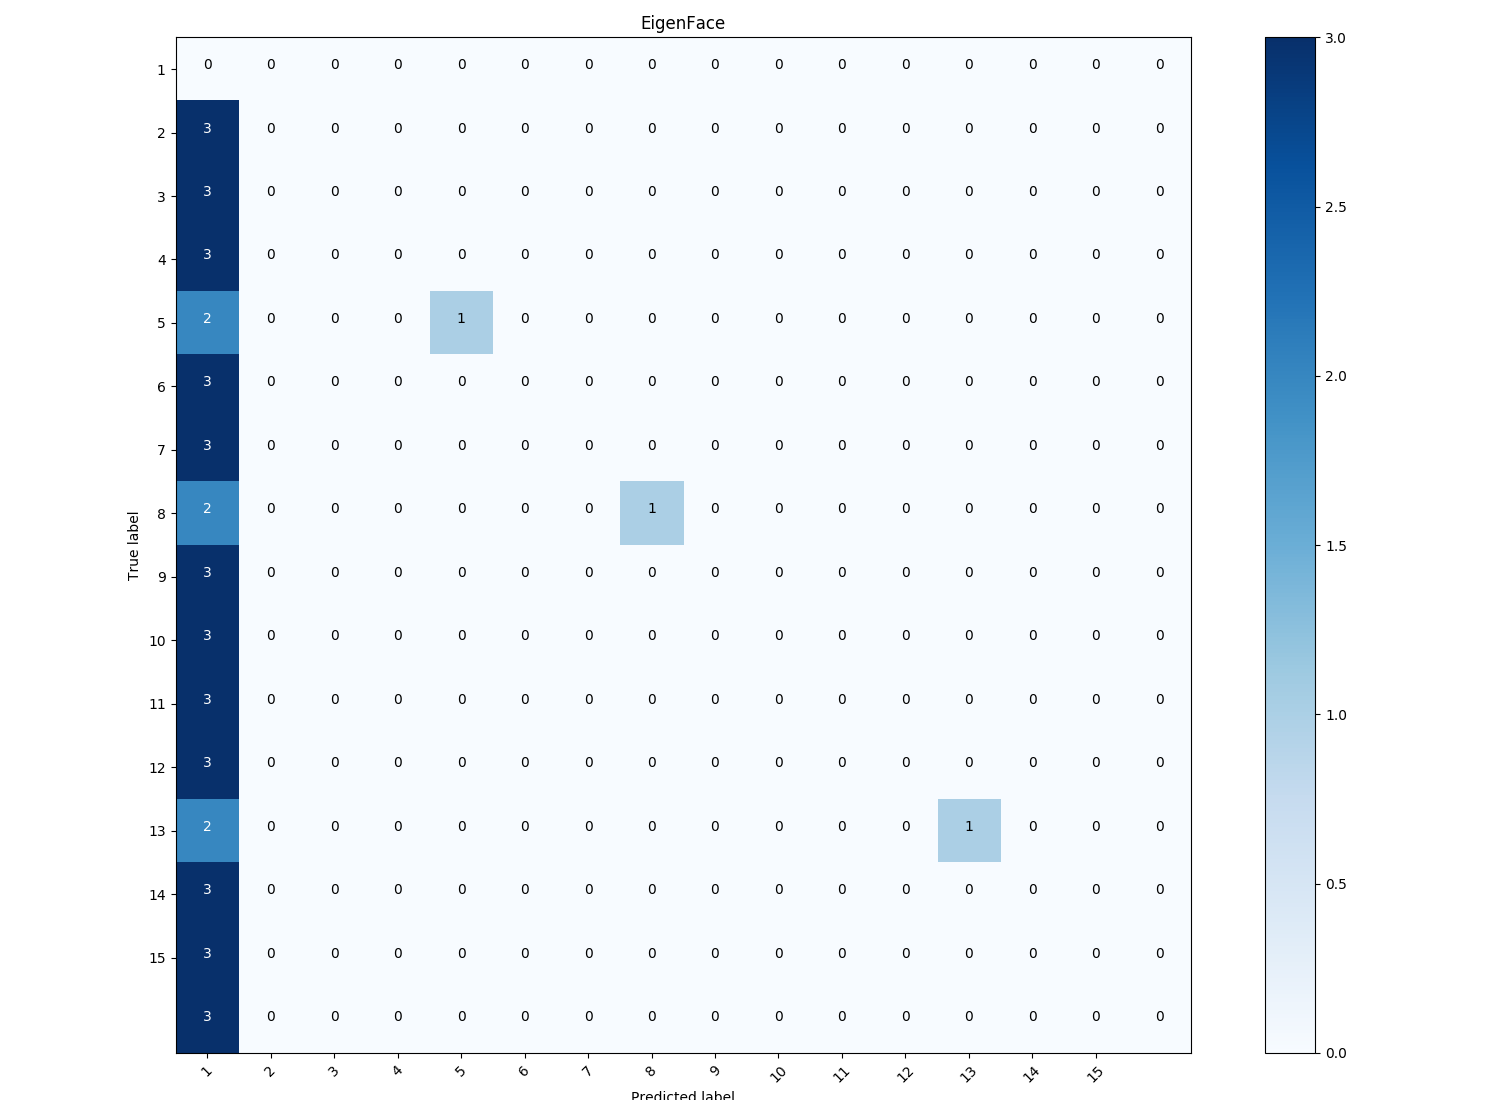 EigenFace
1 0 0 0 0 0 0 0 0 0 0 0 0 0 0 0 0
2 3 0 0 0 0 0 0 0 0 0 0 0 0 0 0 0
3 3 0 0 0 0 0 0 0 0 0 0 0 0 0 0 0
4 3 0 0 0 0 0 0 0 0 0 0 0 0 0 0 0
5 2 0 0 0 1 0 0 0 0 0 0 0 0 0 0 0
6 3 0 0 0 0 0 0 0 0 0 0 0 0 0 0 0
7 3 0 0 0 0 0 0 0 0 0 0 0 0 0 0 0
8 2 0 0 0 0 0 0 1 0 0 0 0 0 0 0 0
9 3 0 0 0 0 0 0 0 0 0 0 0 0 0 0 0
10 3 0 0 0 0 0 0 0 0 0 0 0 0 0 0 0
11 3 0 0 0 0 0 0 0 0 0 0 0 0 0 0 0
12 3 0 0 0 0 0 0 0 0 0 0 0 0 0 0 0
13 2 0 0 0 0 0 0 0 0 0 0 0 1 0 0 0
14 3 0 0 0 0 0 0 0 0 0 0 0 0 0 0 0
15 3 0 0 0 0 0 0 0 0 0 0 0 0 0 0 0
3 0 0 0 0 0 0 0 0 0 0 0 0 0 0 0
1 2 3 4 5 6 7 8 9 10 11 12 13 14 15
True label
Predicted label
3.0
2.5
2.0
1.5
1.0
0.5
0.0